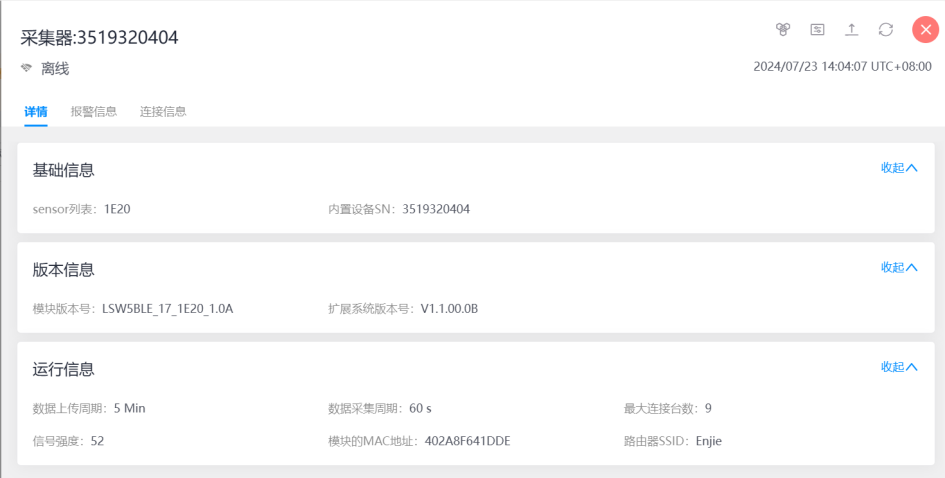 采集器:3519320404
离线
2024/07/23 14:04:07 UTC+08:00
详情 报警信息 连接信息
基础信息 收起
sensor列表: 1E20 内置设备SN: 3519320404
版本信息 收起
模块版本号: LSW5BLE_17_1E20_1.0A 扩展系统版本号: V1.1.00.0B
运行信息 收起
数据上传周期: 5 Min 数据采集周期: 60 s 最大连接台数: 9
信号强度: 52 模块的MAC地址: 402A8F641DDE 路由器SSID: Enjie